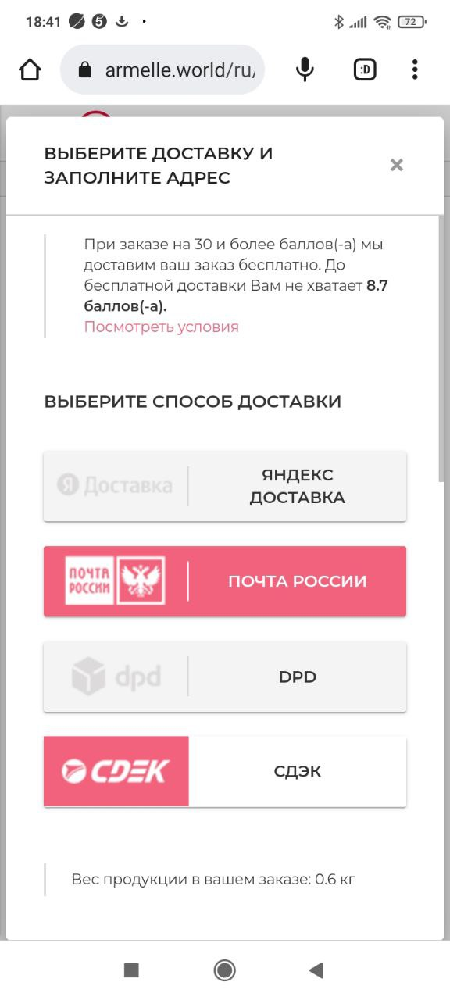 18:41
72
armelle.world/ru/
:D
ВЫБЕРИТЕ ДОСТАВКУ И
ЗАПОЛНИТЕ АДРЕС
×
При заказе на 30 и более баллов(-а) мы
доставим ваш заказ бесплатно. До
бесплатной доставки Вам не хватает 8.7
баллов(-а).
Посмотреть условия
ВЫБЕРИТЕ СПОСОБ ДОСТАВКИ
Я Доставка
ЯНДЕКС
ДОСТАВКА
ПОЧТА
РОССИИ
ПОЧТА РОССИИ
dpd
DPD
CDEK
СДЭК
Вес продукции в вашем заказе: 0.6 кг